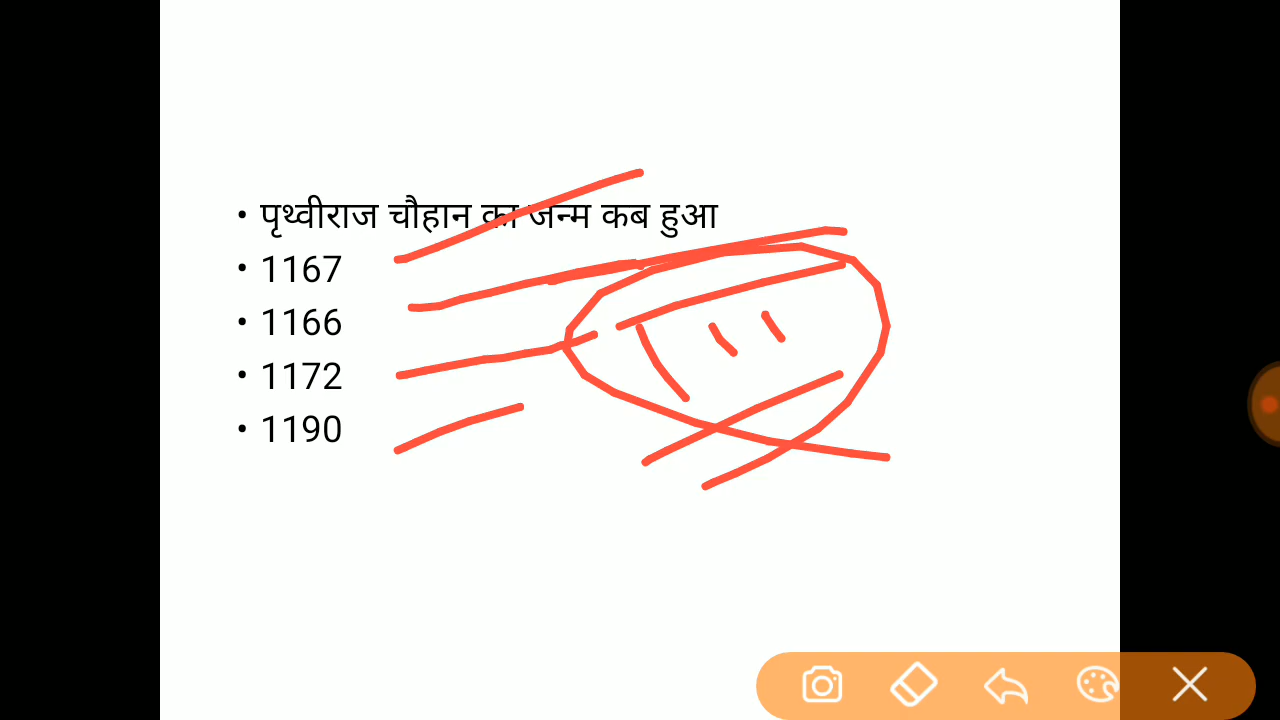 • पृथ्वीराज चौहान का जन्म कब हुआ
• 1167
• 1166
• 1172
• 1190